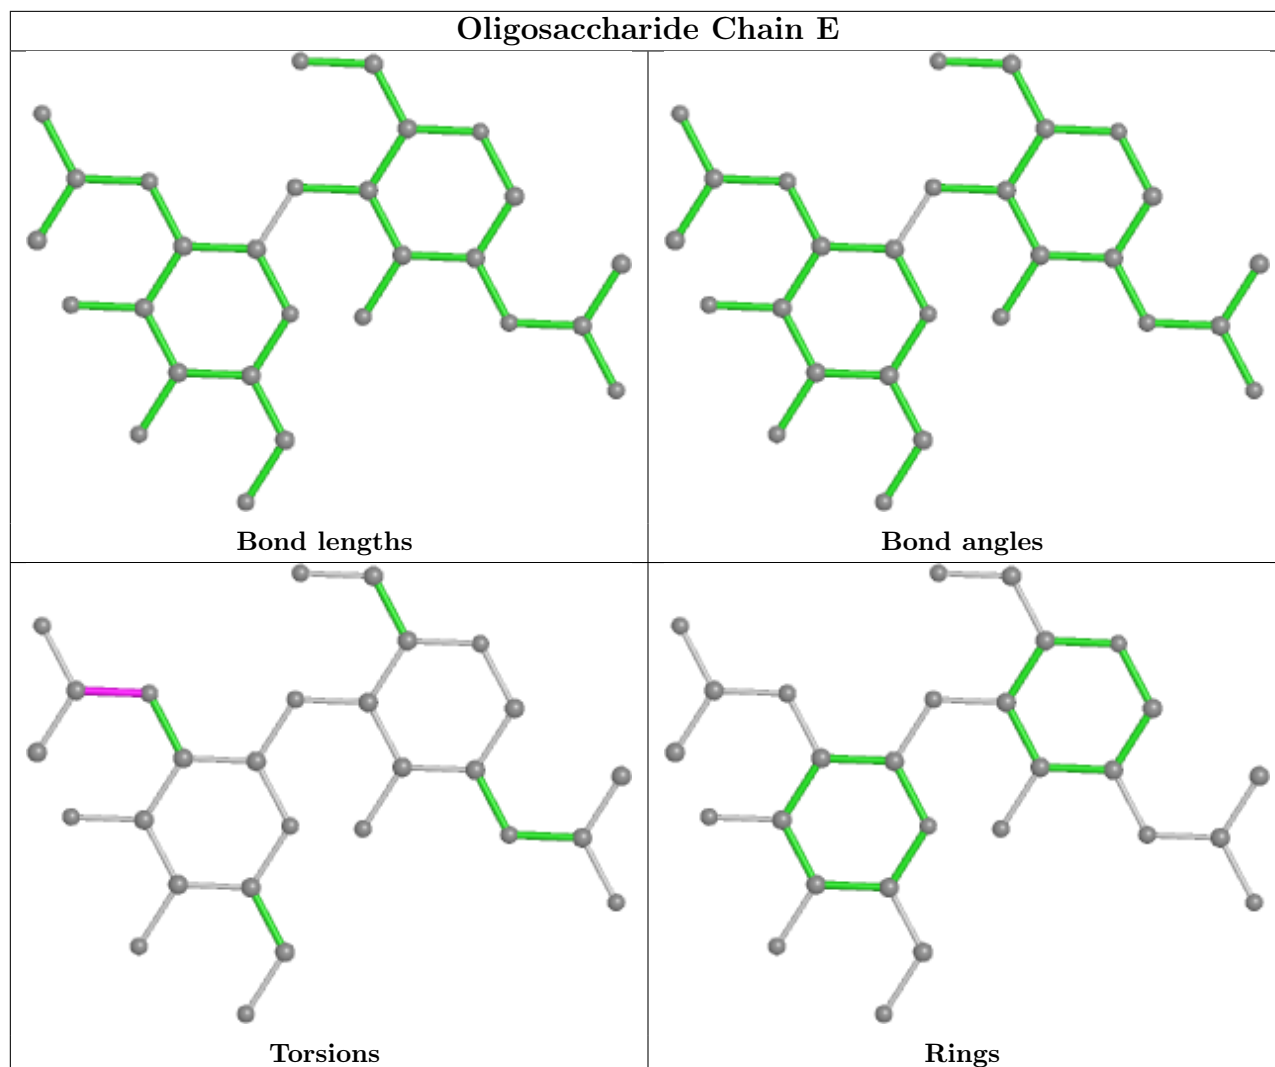 Oligosaccharide Chain E
Bond lengths
Bond angles
Torsions
Rings